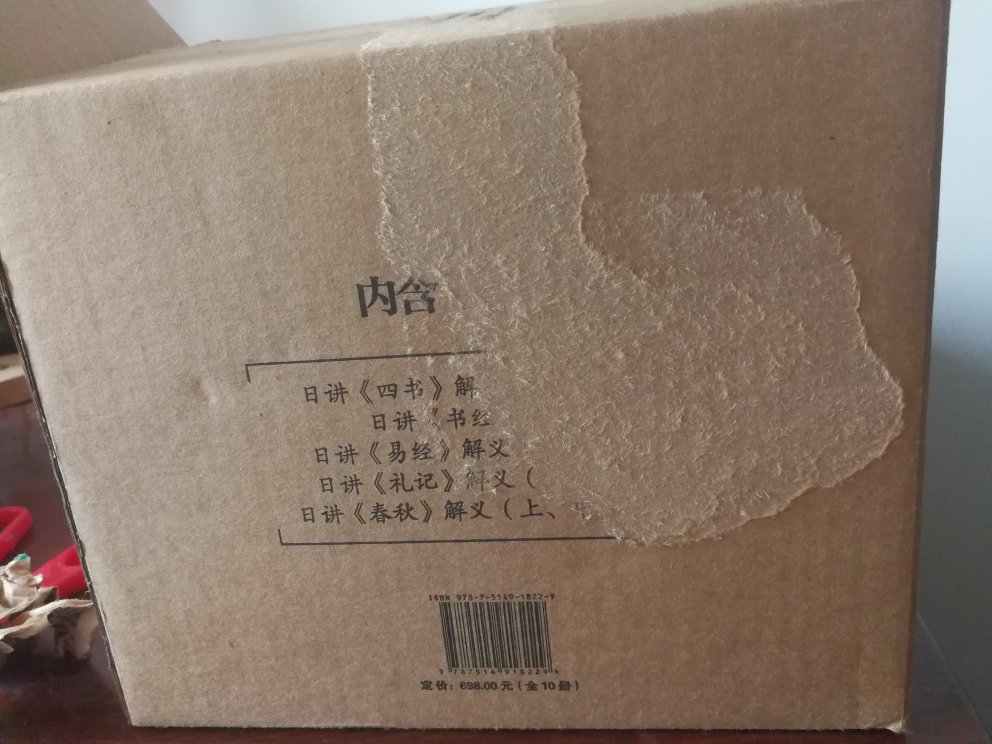 内含
日讲《四书》解
日讲《书经
日讲《易经》解义
日讲《礼记》解义（
日讲《春秋》解义（上、
ISBN 978-7-5149-1822-9
9 787514 918229 >
定价：698.00元（全10册）